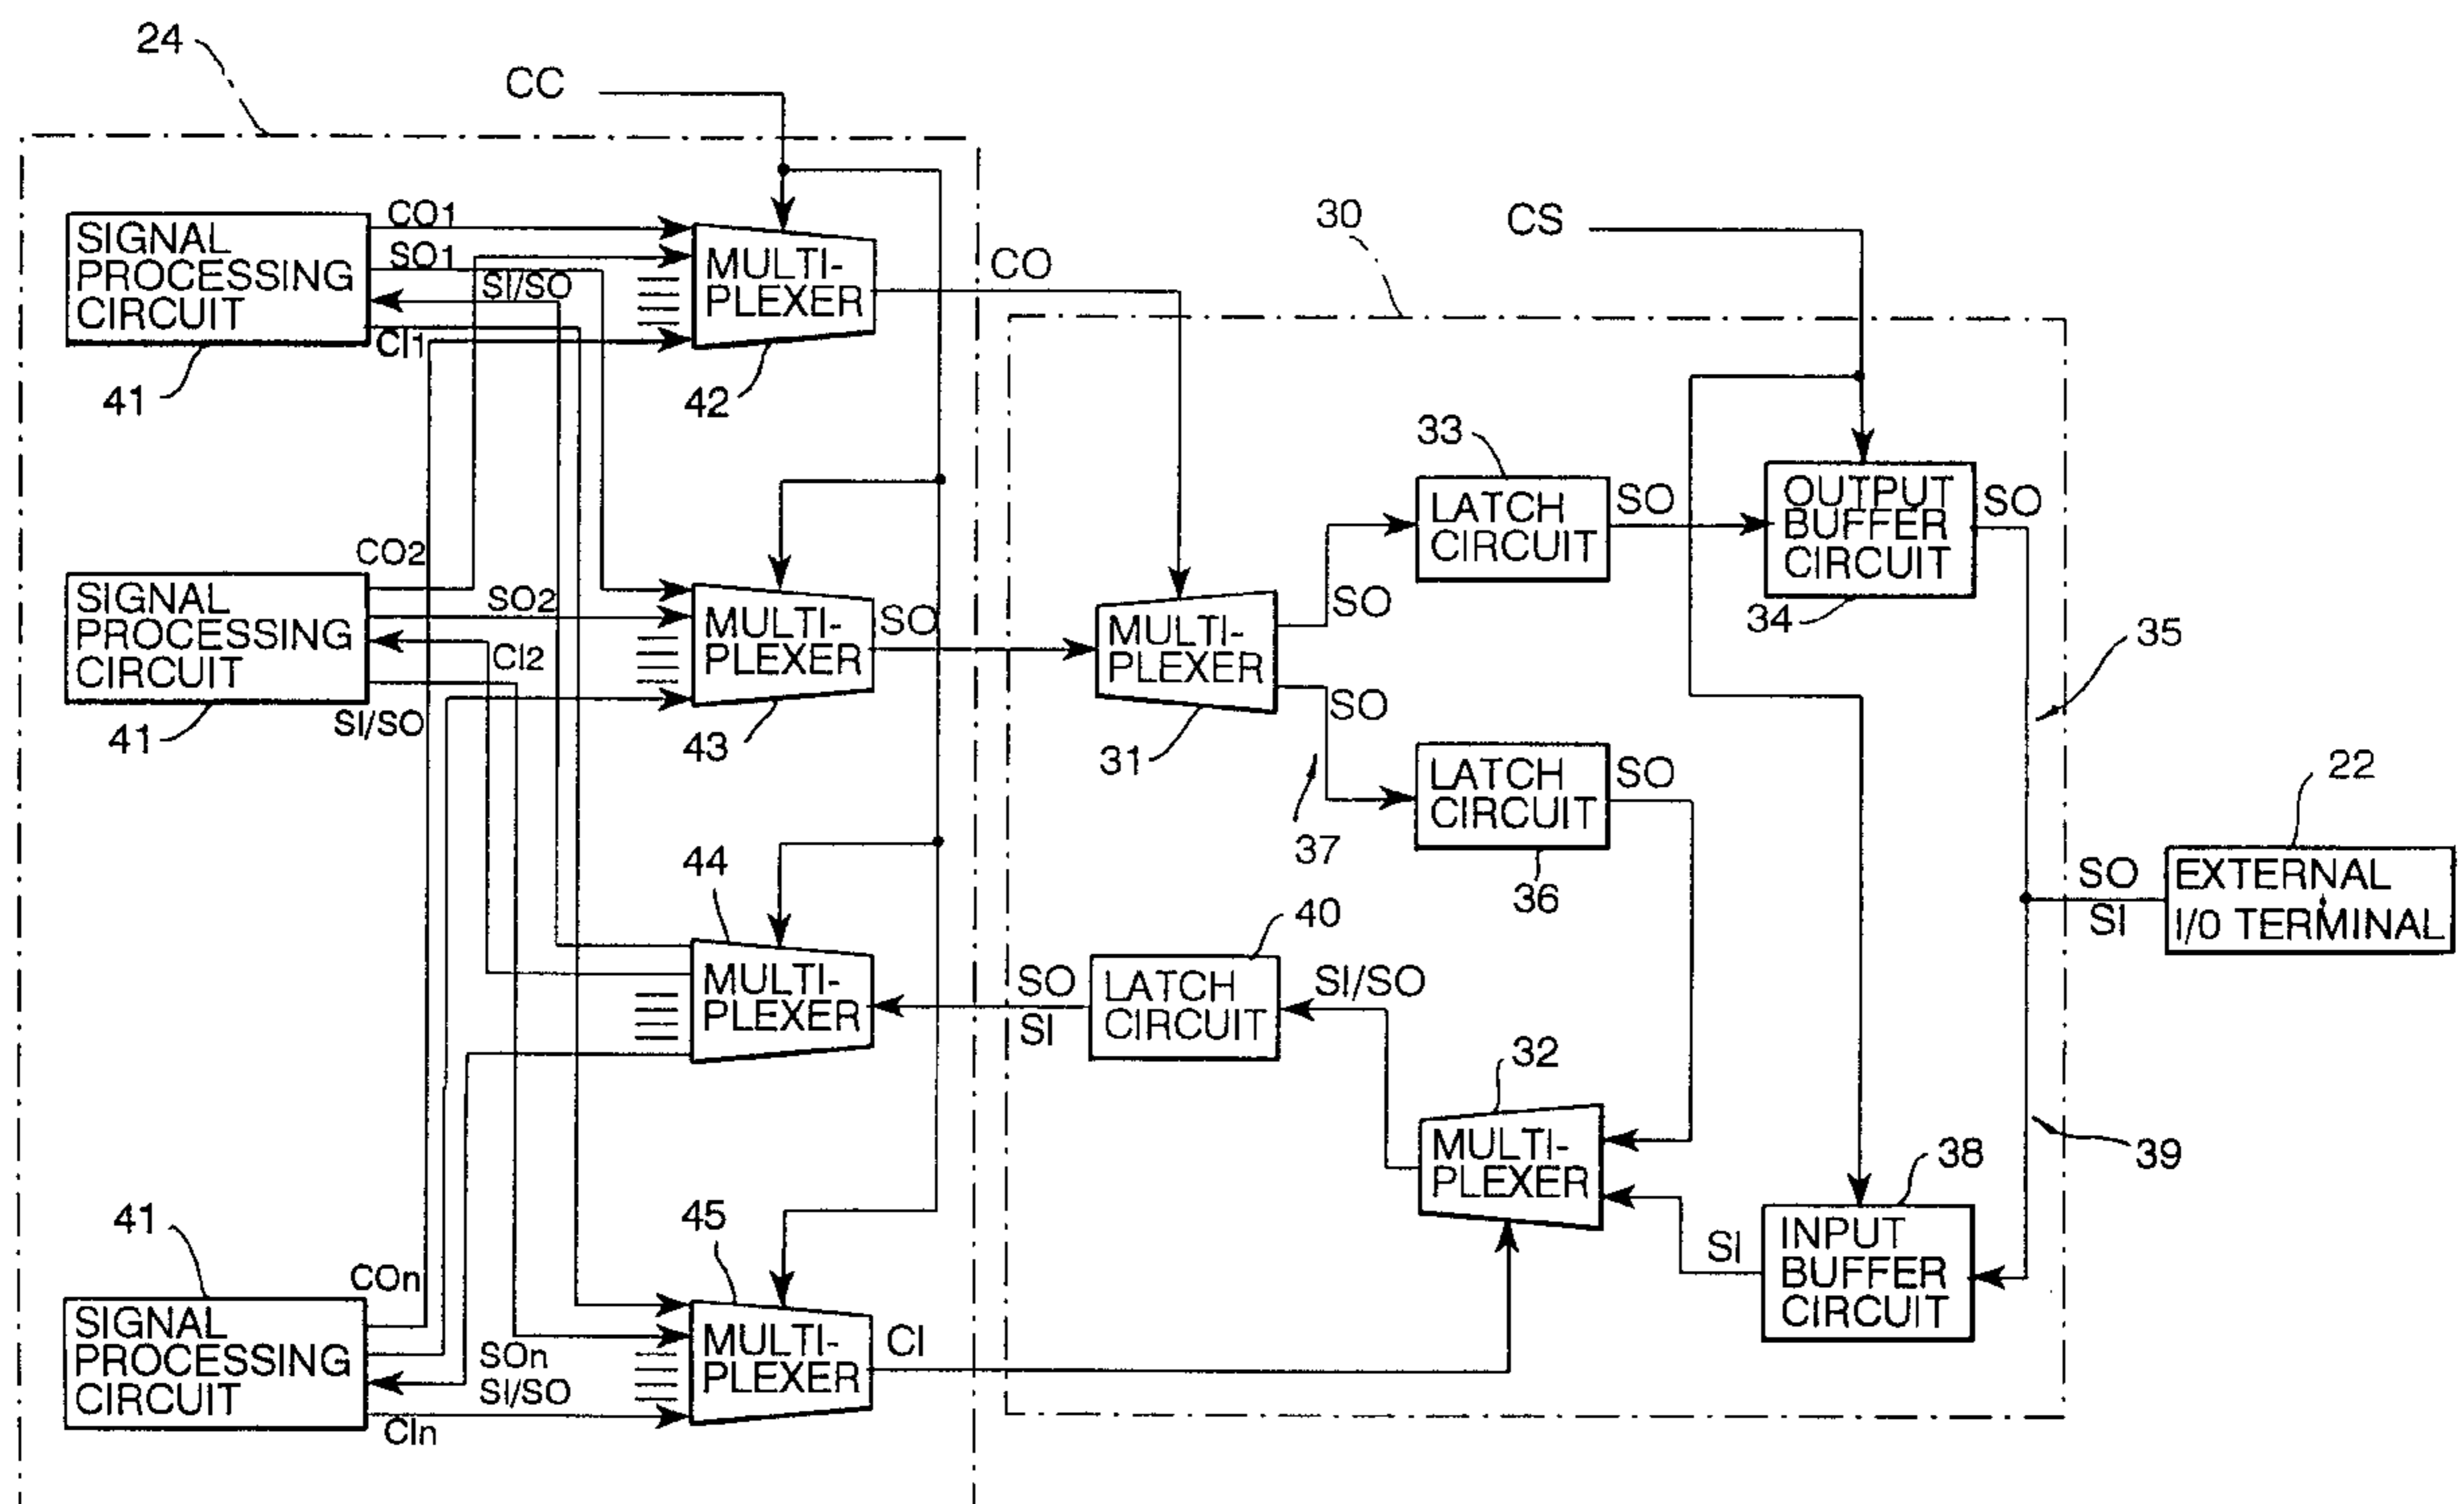 24
CC
SIGNAL
PROCESSING
CIRCUIT
41
CO1
SO1
SI/SO
CI1
MULTI-
PLEXER
42
CO
30
CS
SIGNAL
PROCESSING
CIRCUIT
41
CO2
SO2
CI2
SI/SO
MULTI-
PLEXER
43
SO
MULTI-
PLEXER
31
SO
SO
33
LATCH
CIRCUIT
SO
OUTPUT
BUFFER
CIRCUIT
34
SO
35
37
LATCH
CIRCUIT
36
SO
22
EXTERNAL
I/O TERMINAL
SO
SI
44
MULTI-
PLEXER
SO
SI
40
LATCH
CIRCUIT
SI/SO
32
MULTI-
PLEXER
SI
38
INPUT
BUFFER
CIRCUIT
39
41
SIGNAL
PROCESSING
CIRCUIT
COn
SOn
SI/SO
CIn
45
MULTI-
PLEXER
CI